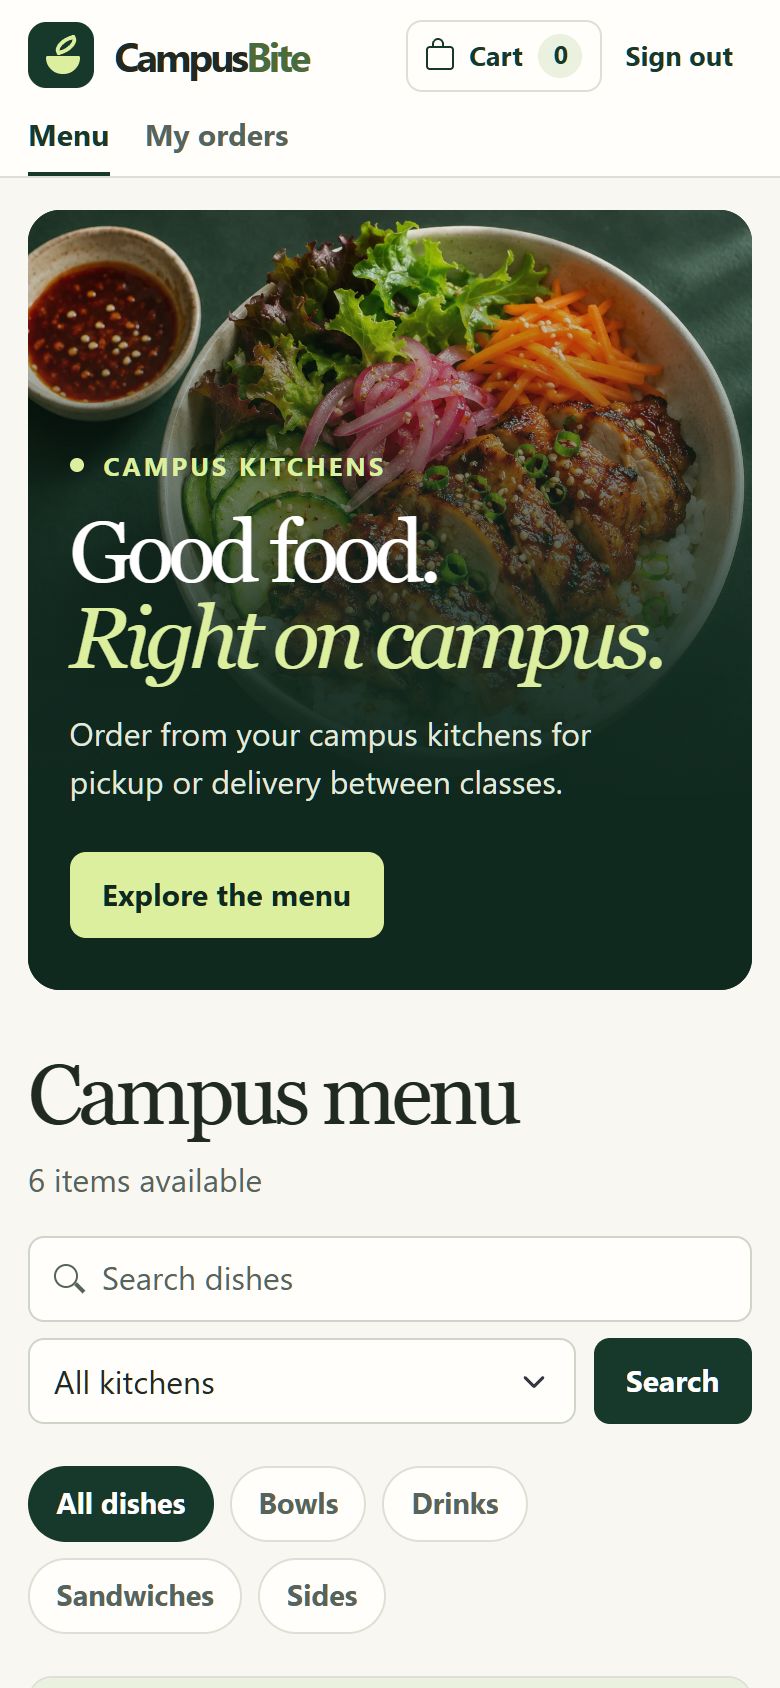 CampusBite
Cart 0
Sign out
Menu
My orders
CAMPUS KITCHENS
Good food.
Right on campus.
Order from your campus kitchens for
pickup or delivery between classes.
Explore the menu
Campus menu
6 items available
Search dishes
All kitchens
Search
All dishes
Bowls
Drinks
Sandwiches
Sides